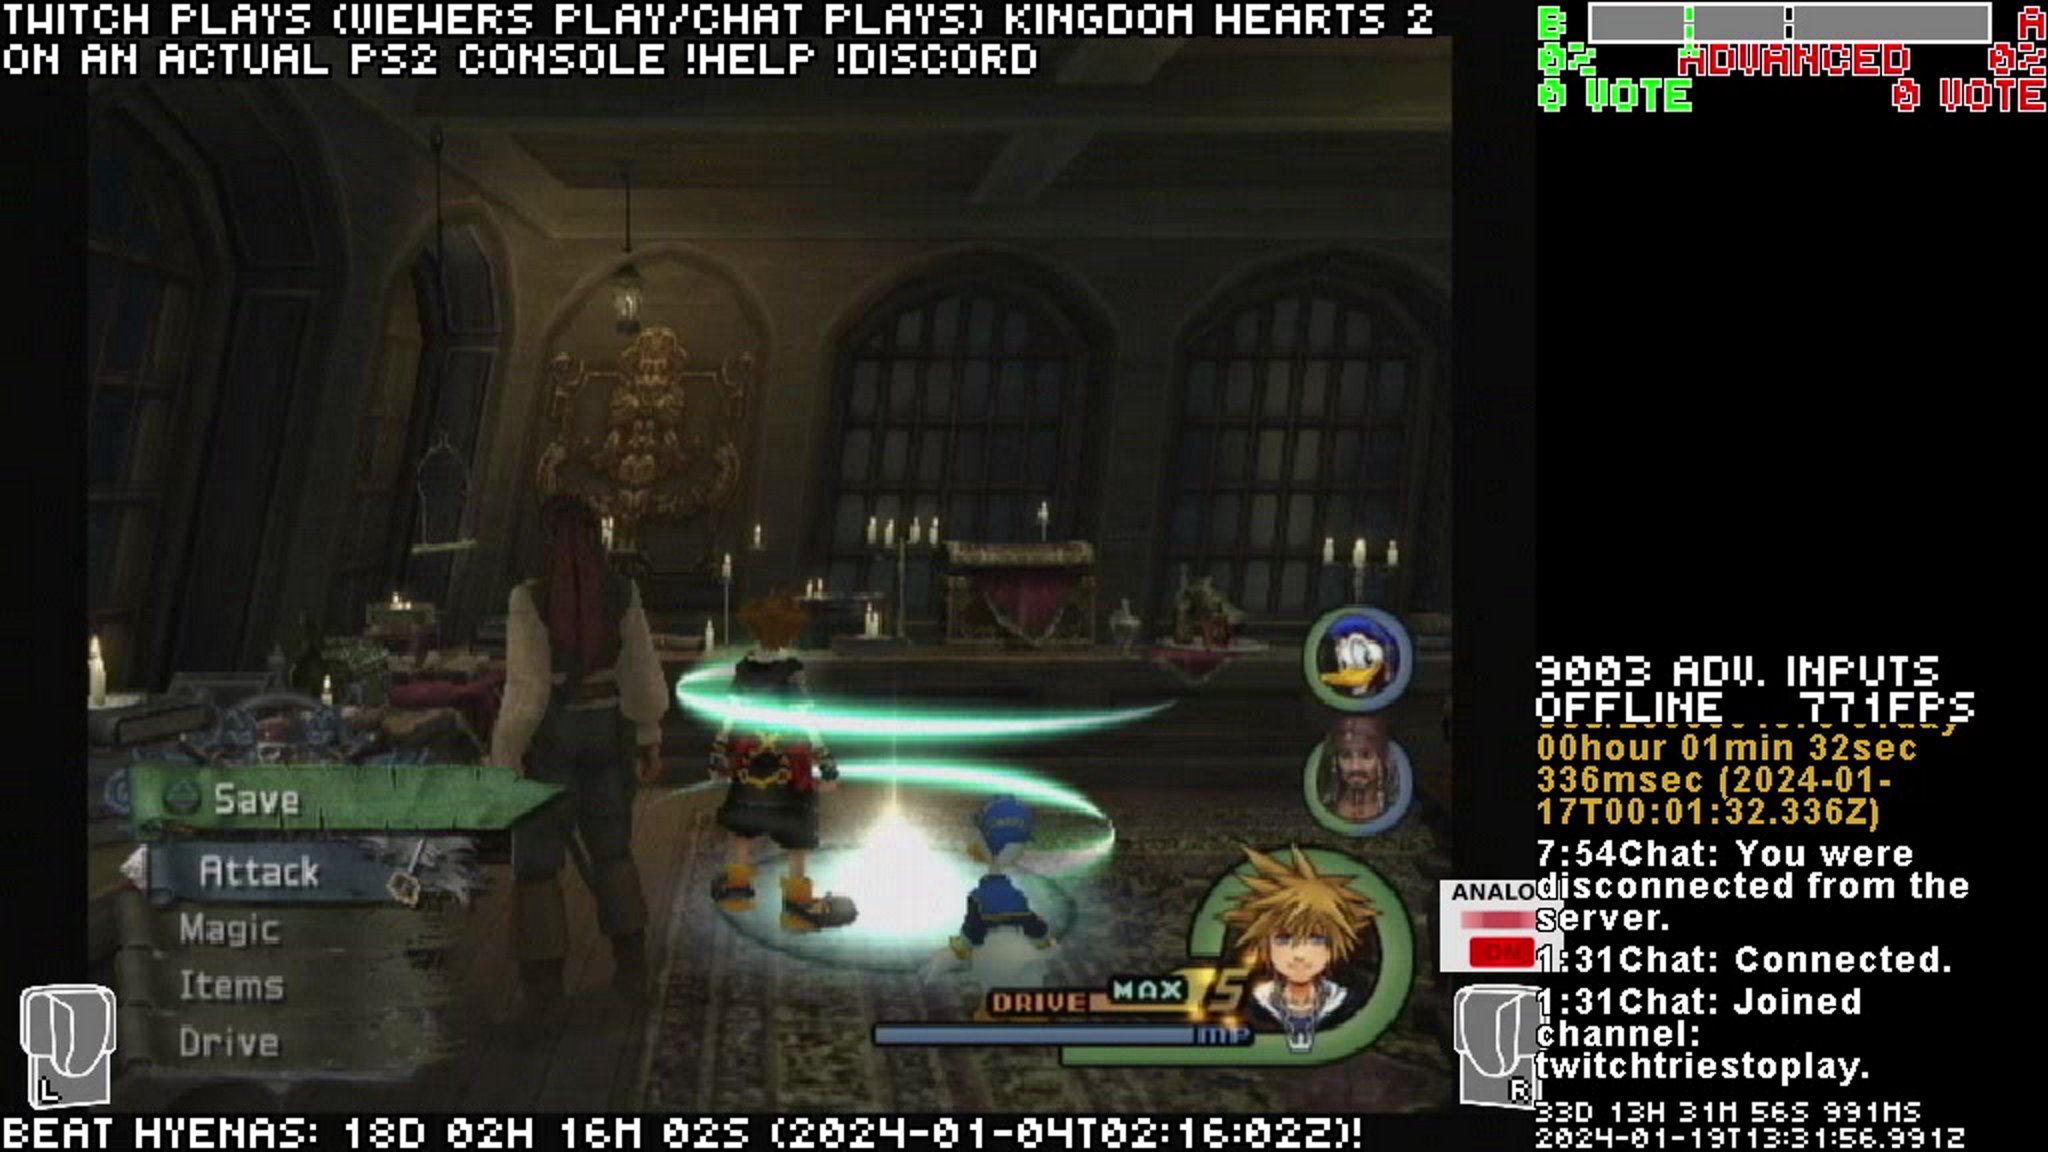 TWITCH PLAYS (VIEWERS PLAY/CHAT PLAYS) KINGDOM HEARTS 2
ON AN ACTUAL PS2 CONSOLE !HELP !DISCORD
B A
0% ADVANCED 0%
0 VOTE 0 VOTE
Save
Attack
Magic
Items
Drive
DRIVE MAX 5
MP
L
ANALO
ON
R
9003 ADV. INPUTS
OFFLINE 771FPS
00hour 01min 32sec
336msec (2024-01-
17T00:01:32.336Z)
7:54Chat: You were
disconnected from the
server.
1:31Chat: Connected.
1:31Chat: Joined
channel:
twitchtriestoplay.
33D 13H 31M 56S 991MS
2024-01-19T13:31:56.991Z
BEAT HYENAS: 18D 02H 16M 02S (2024-01-04T02:16:02Z)!